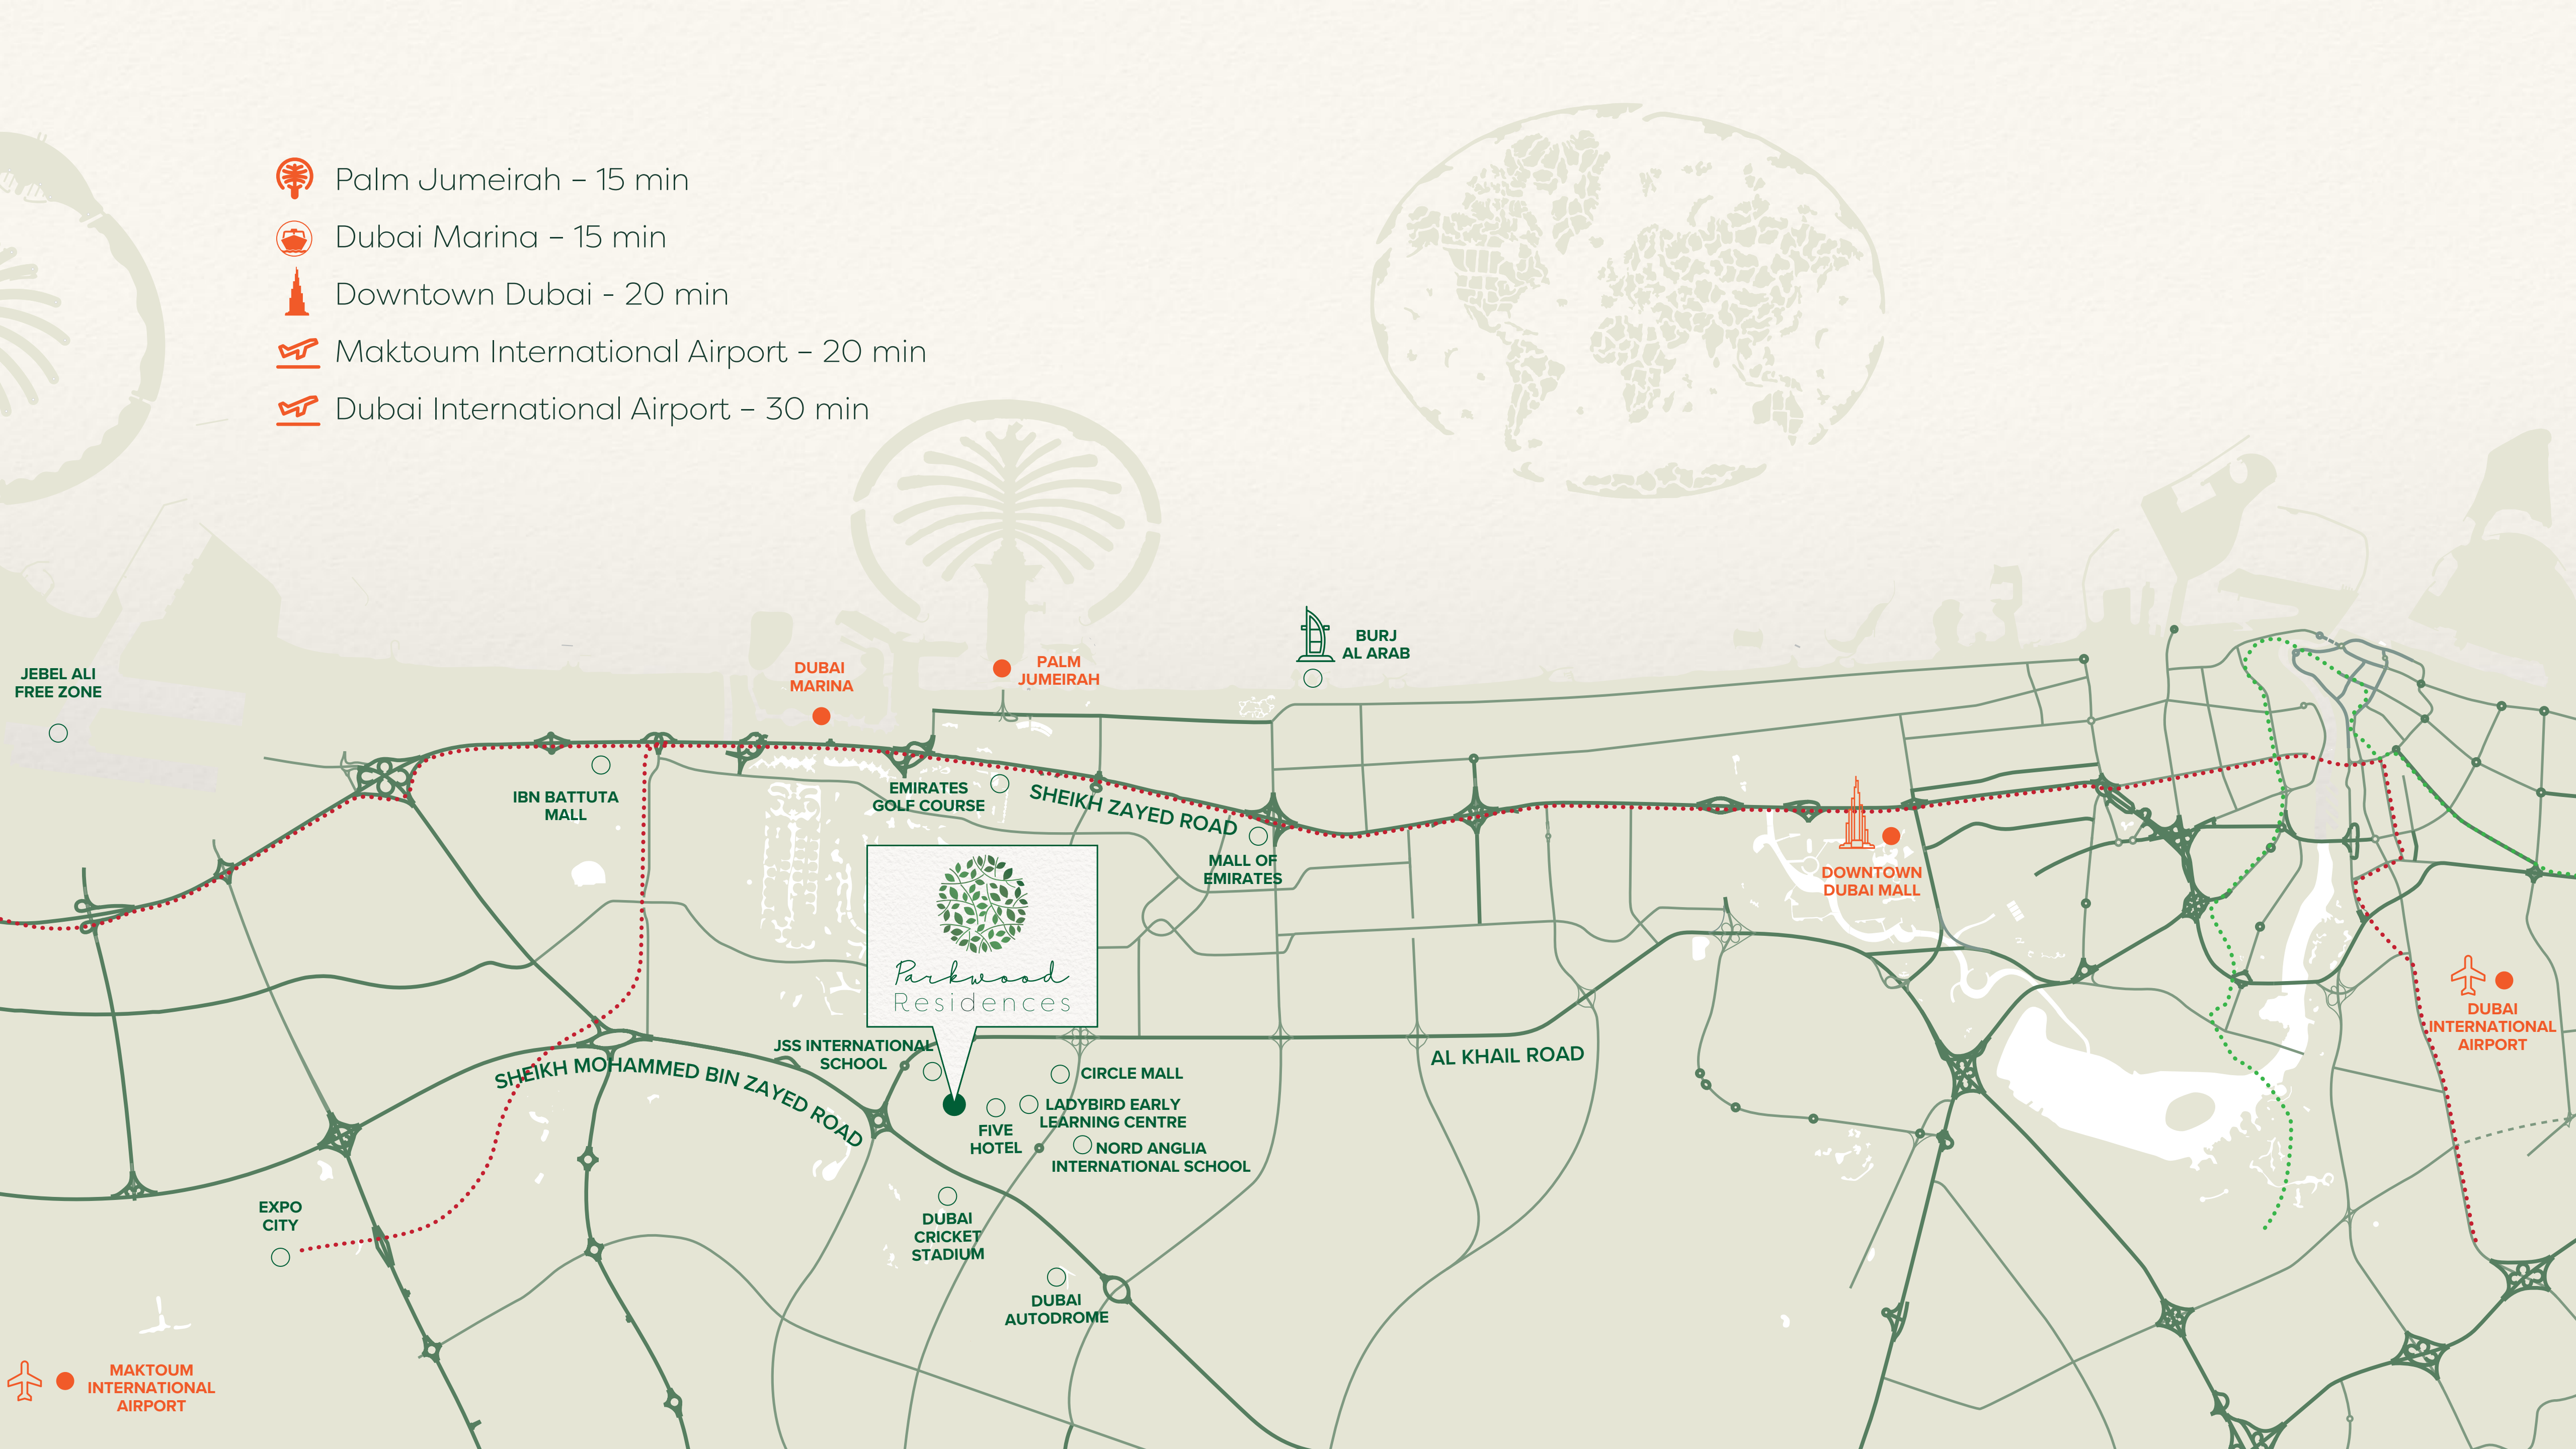 Palm Jumeirah – 15 min
Dubai Marina – 15 min
Downtown Dubai - 20 min
Maktoum International Airport – 20 min
Dubai International Airport – 30 min
BURJ
AL ARAB
JEBEL ALI
FREE ZONE
DUBAI
MARINA
PALM
JUMEIRAH
IBN BATTUTA
MALL
EMIRATES
GOLF COURSE
SHEIKH ZAYED ROAD
MALL OF
EMIRATES
DOWNTOWN
DUBAI MALL
Parkwood
Residences
DUBAI
INTERNATIONAL
AIRPORT
JSS INTERNATIONAL
SCHOOL
AL KHAIL ROAD
SHEIKH MOHAMMED BIN ZAYED ROAD
CIRCLE MALL
LADYBIRD EARLY
LEARNING CENTRE
FIVE
HOTEL
NORD ANGLIA
INTERNATIONAL SCHOOL
EXPO
CITY
DUBAI
CRICKET
STADIUM
DUBAI
AUTODROME
MAKTOUM
INTERNATIONAL
AIRPORT